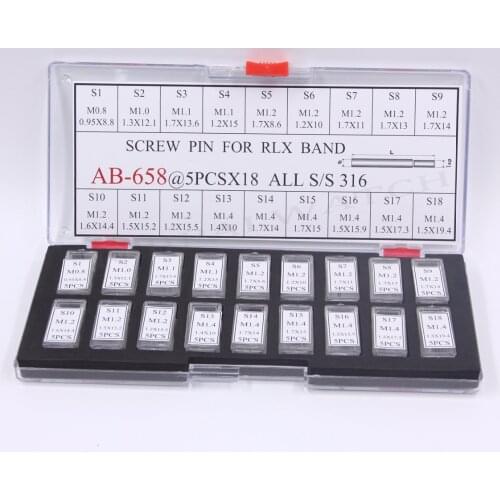 S1 S2 S3 S4 S5 S6 S7 S8 S9
M0.8 M1.0 M1.1 M1.1 M1.2 M1.2 M1.2 M1.2 M1.2
0.95X8.8 1.3X12.1 1.7X13.6 1.2X15 1.7X8.6 1.2X10 1.7X11 1.7X13 1.7X14
SCREW PIN FOR RLX BAND
L
AB-658@5PCSX18 ALL S/S 316
S10 S11 S12 S13 S14 S15 S16 S17 S18
M1.2 M1.2 M1.2 M1.4 M1.4 M1.4 M1.4 M1.4 M1.4
1.6X14.4 1.5X15.2 1.2X15.5 1.4X10 1.7X14 1.7X15 1.5X15.9 1.5X17.3 1.5X19.4
S1 S2 S3 S4 S5 S6 S7 S8 S9
M0.8 M1.0 M1.1 M1.1 M1.2 M1.2 M1.2 M1.2 M1.2
5PCS 5PCS 5PCS 5PCS 5PCS 5PCS 5PCS 5PCS 5PCS
S10 S11 S12 S13 S14 S15 S16 S17 S18
M1.2 M1.2 M1.2 M1.4 M1.4 M1.4 M1.4 M1.4 M1.4
5PCS 5PCS 5PCS 5PCS 5PCS 5PCS 5PCS 5PCS 5PCS